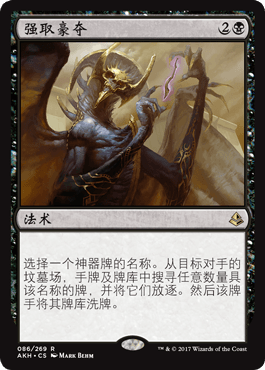 强取豪夺 2
法术
选择一个神器牌的名称。从目标对手的
坟墓场，手牌及牌库中搜寻任意数量具
该名称的牌，并将它们放逐。然后该牌
手将其牌库洗牌。
086/269 R
AKH • CS MARK BEHM
™ & © 2017 Wizards of the Coast